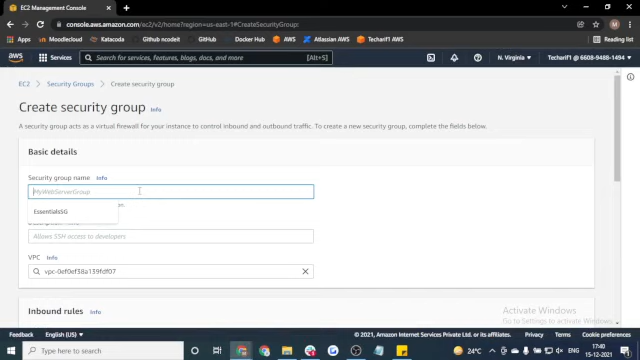 EC2 Management Console
console.aws.amazon.com/ec2/v2/home?region=us-east-1#CreateSecurityGroup:
Apps Moodlecloud Katacoda Github nodeit Docker Hub AWS Atlassian AWS Techarif AWS Reading list
aws Services Search for services, features, blogs, docs, and more [Alt+S] N. Virginia Techarif1 @ 6608-9488-1494
EC2 Security Groups Create security group
Create security group Info
A security group acts as a virtual firewall for your instance to control inbound and outbound traffic. To create a new security group, complete the fields below.
Basic details
Security group name Info
MyWebServerGroup
EssentialsSG
Allows SSH access to developers
VPC Info
vpc-0ef0ef38a139fdf07
Inbound rules Info
Activate Windows
Go to Settings to activate Windows.
Feedback English (US) © 2021, Amazon Internet Services Private Ltd. or its affiliates. Privacy Terms Cookie preferences
Type here to search 24°C ENG 17:40 15-12-2021